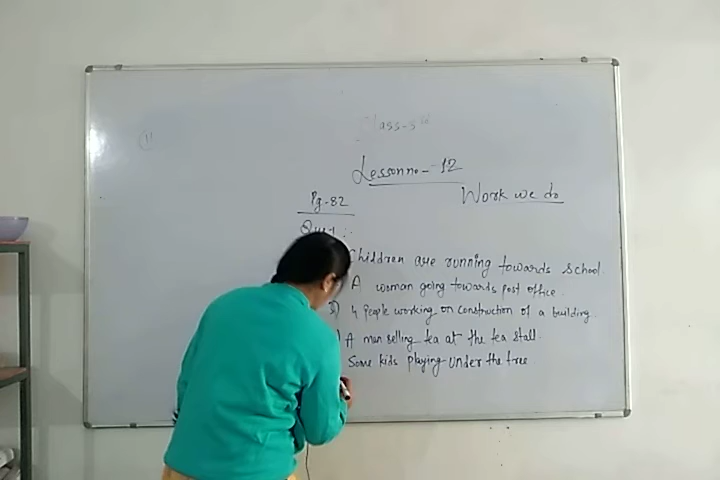 Class-3rd
Lesson no - 12
Work we do
Pg.82
Ques 1:-
Children are running towards school.
A woman going towards post office.
3) 4 People working on construction of a building
A man selling tea at the tea stall.
Some kids playing under the tree